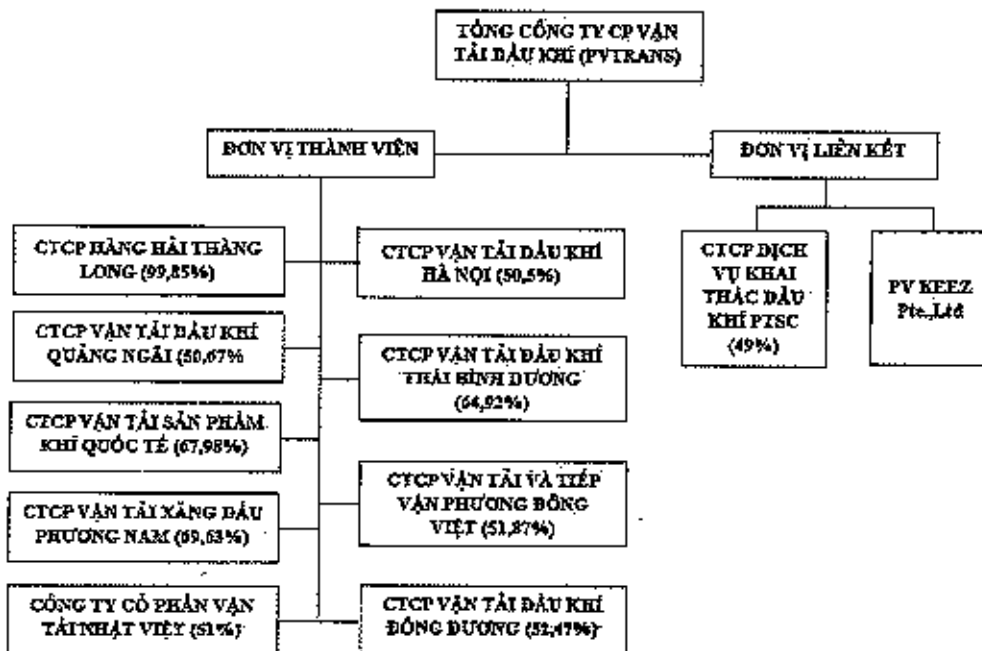 TỔNG CÔNG TY CP VẬN
TẢI DẦU KHÍ (PVTRANS)
ĐƠN VỊ THÀNH VIÊN
ĐƠN VỊ LIÊN KẾT
CTCP HÀNG HẢI THĂNG
LONG (99,85%)
CTCP VẬN TẢI DẦU KHÍ
HÀ NỘI (50,5%)
CTCP DỊCH
VỤ KHAI
THÁC DẦU
KHÍ PTSC
(49%)
PV KEEZ
Pte.,Ltd
CTCP VẬN TẢI DẦU KHÍ
QUẢNG NGÃI (50,67%
CTCP VẬN TẢI DẦU KHÍ
THÁI BÌNH DƯƠNG
(64,92%)
CTCP VẬN TẢI SẢN PHẨM
KHÍ QUỐC TẾ (67,98%)
CTCP VẬN TẢI VÀ TIẾP
VẬN PHƯƠNG ĐÔNG
VIỆT (51,87%)
CTCP VẬN TẢI XĂNG DẦU
PHƯƠNG NAM (69,63%)
CÔNG TY CỔ PHẦN VẬN
TẢI NHẬT VIỆT (51%)
CTCP VẬN TẢI DẦU KHÍ
ĐÔNG DƯƠNG (52,47%)